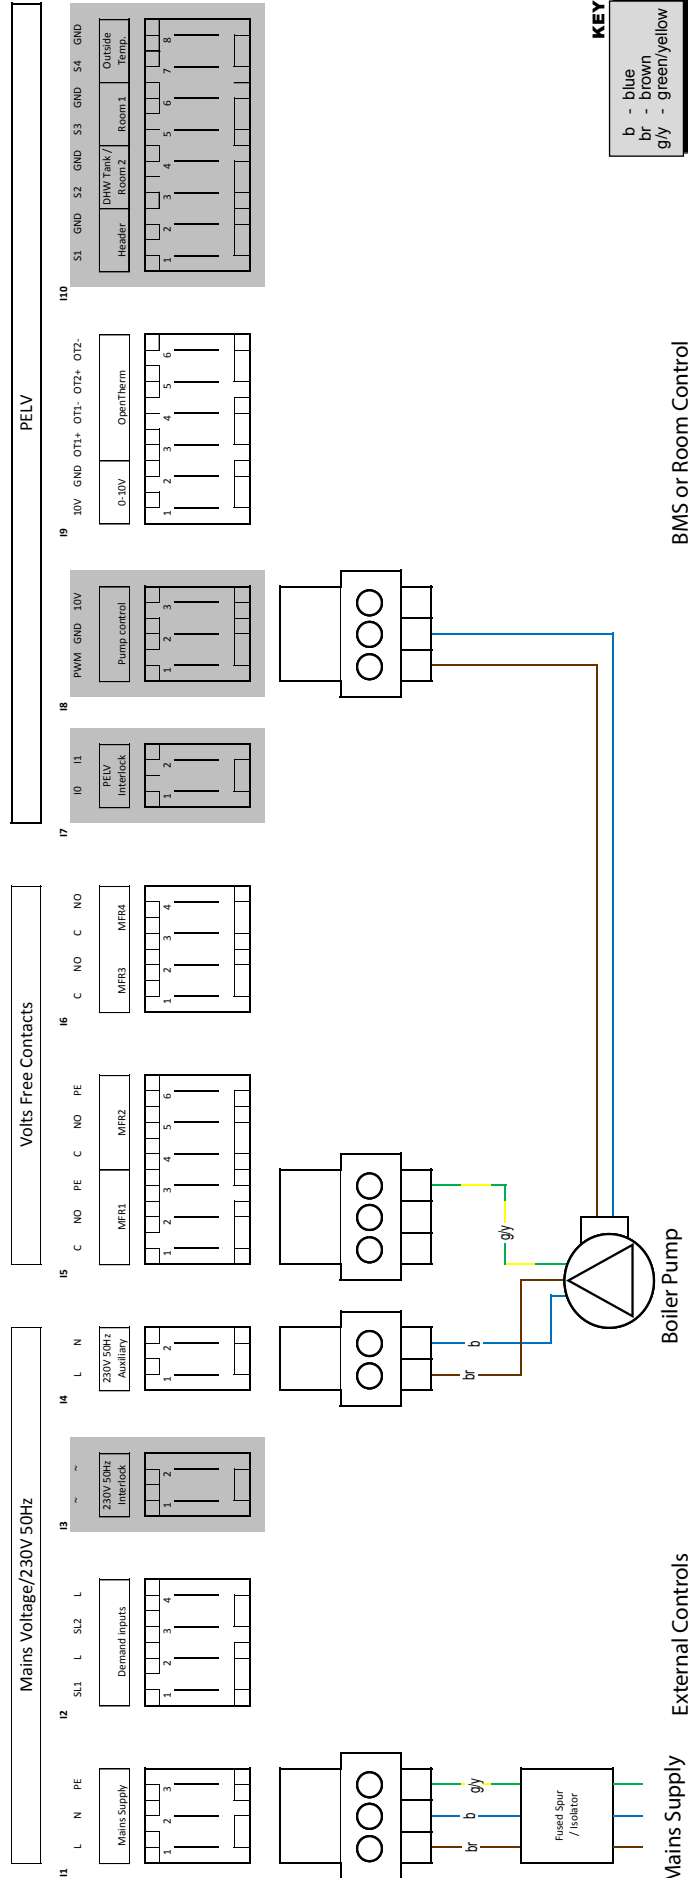 Mains Voltage/230V 50Hz
Volts Free Contacts
PELV
I1
L N PE
Mains Supply
1 2 3
I2
SL1 L SL2 L
Demand inputs
1 2 3 4
I3
~ ~
230V 50Hz
Interlock
1 2
I4
L N
230V 50Hz
Auxiliary
1 2
I5
C NO PE C NO PE
MFR1 MFR2
1 2 3 4 5 6
I6
C NO C NO
MFR3 MFR4
1 2 3 4
I7
I0 I1
PELV
Interlock
1 2
I8
PWM GND 10V
Pump control
1 2 3
I9
10V GND OT1+ OT1- OT2+ OT2-
0-10V OpenTherm
1 2 3 4 5 6
I10
S1 GND S2 GND S3 GND S4 GND
Header
DHW Tank /
Room 2
Room 1
Outside
Temp.
1 2 3 4 5 6 7 8
br b g/y
Fused Spur
/ Isolator
br b
g/y
Mains Supply
External Controls
Boiler Pump
BMS or Room Control
KEY
b - blue
br - brown
g/y - green/yellow